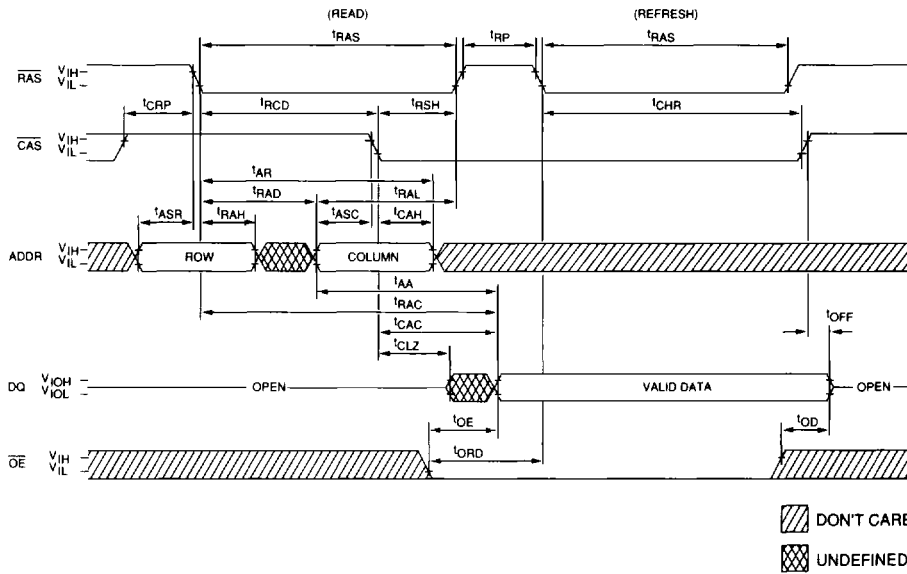 (READ) (REFRESH)
tRAS tRP tRAS
RAS VIH VIL
tCRP tRCD tRSH tCHR
CAS VIH VIL
tAR
tRAD tRAL
tASR tRAH tASC tCAH
ADDR VIH VIL ROW COLUMN
tAA
tRAC
tCAC tOFF
tCLZ
DQ VIOH VIOL OPEN VALID DATA OPEN
tOE tOD
OE VIH VIL tORD
DON'T CARE
UNDEFINED